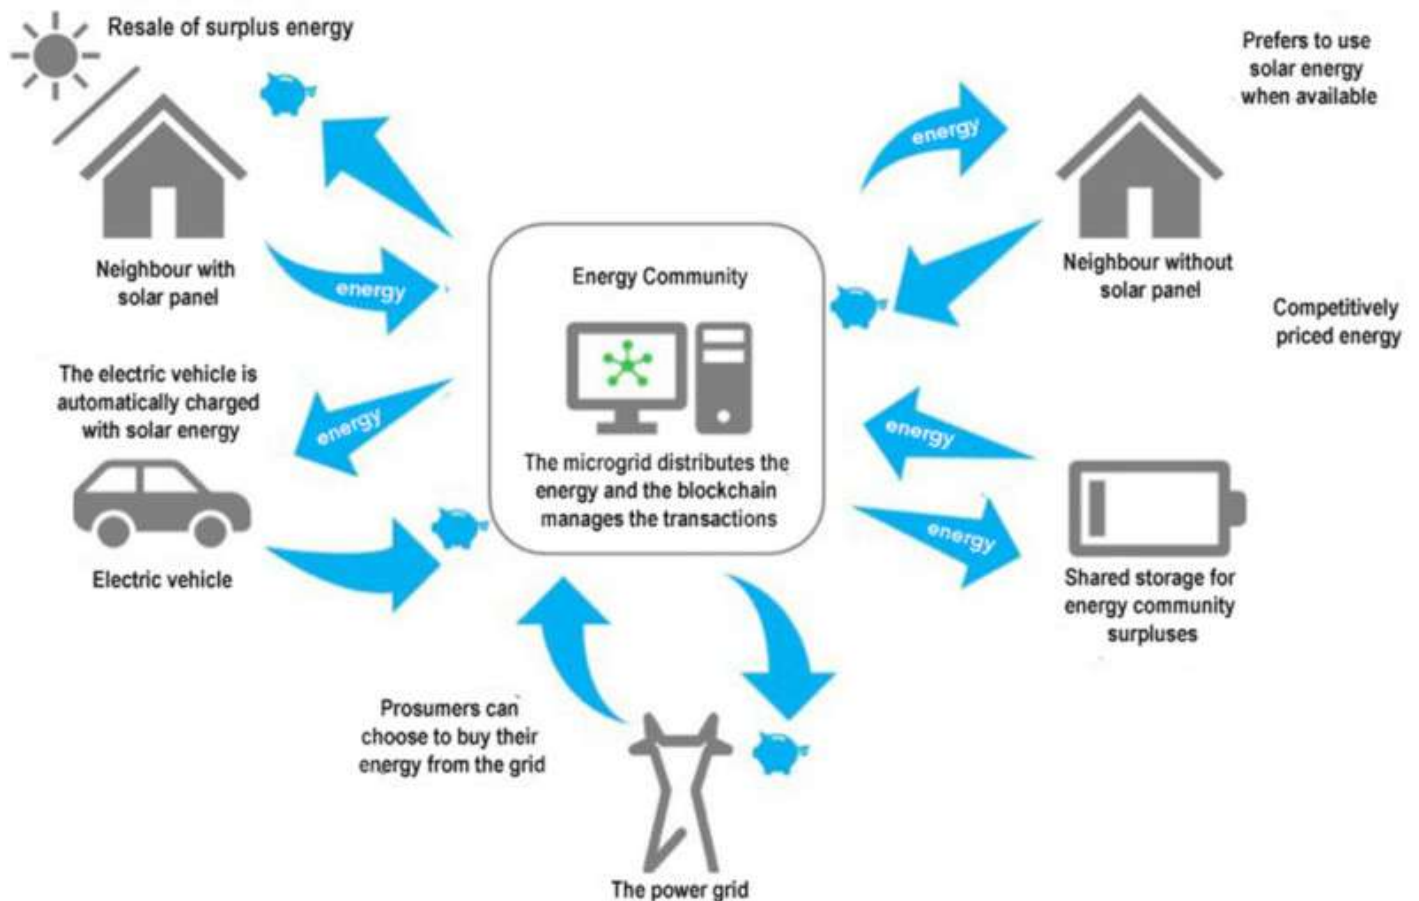 Resale of surplus energy
energy
Neighbour with
solar panel
The electric vehicle is
automatically charged
with solar energy
energy
Electric vehicle
Energy Community
The microgrid distributes the
energy and the blockchain
manages the transactions
Prosumers can
choose to buy their
energy from the grid
The power grid
Prefers to use
solar energy
when available
energy
Neighbour without
solar panel
Competitively
priced energy
energy
energy
Shared storage for
energy community
surpluses